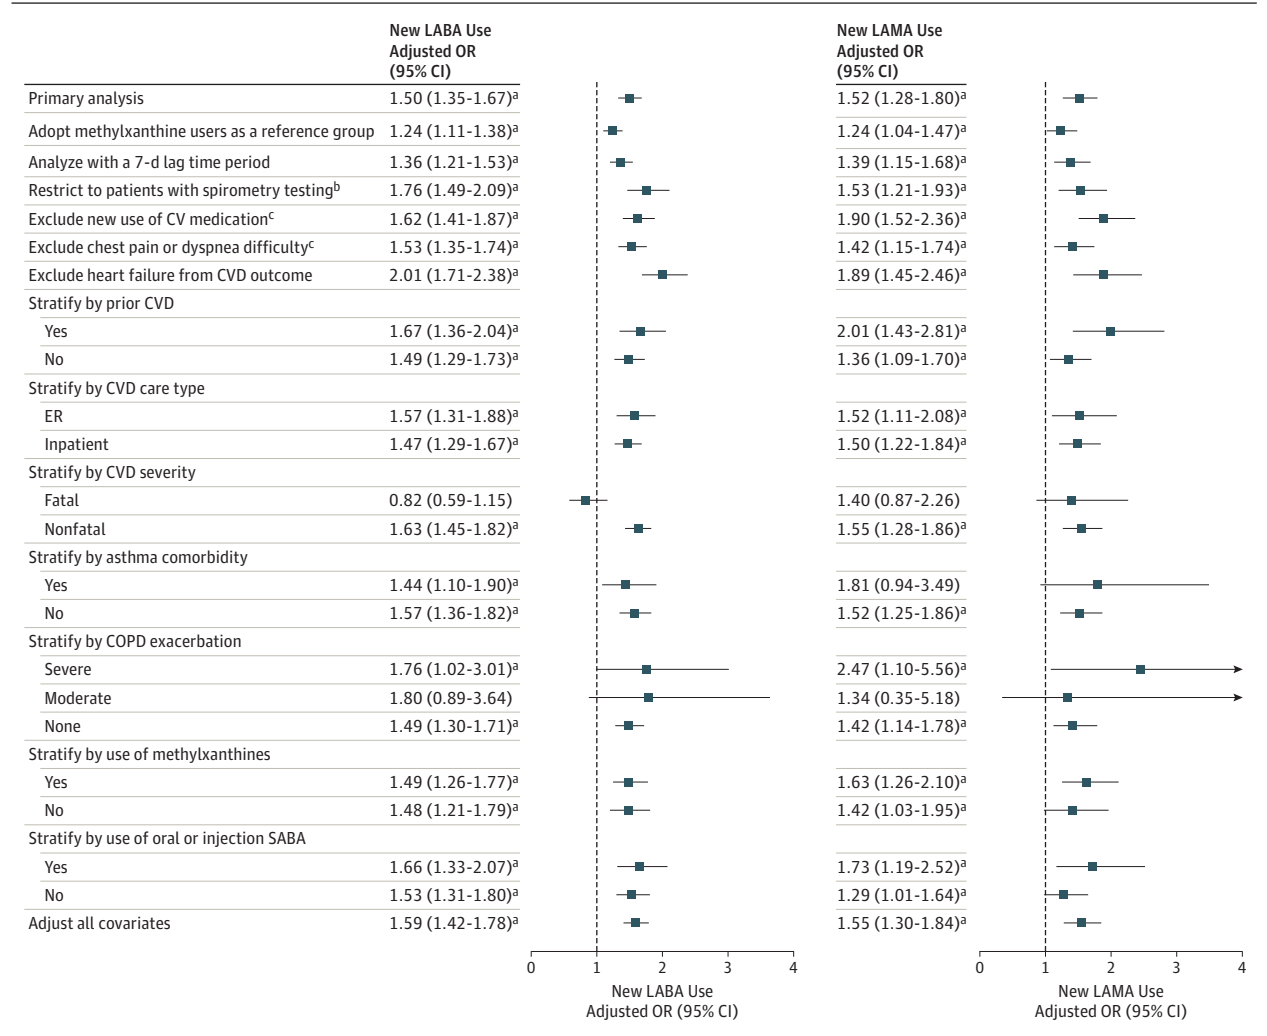 New LABA Use
Adjusted OR
(95% CI)
New LAMA Use
Adjusted OR
(95% CI)
Primary analysis 1.50 (1.35-1.67)a 1.52 (1.28-1.80)a
Adopt methylxanthine users as a reference group 1.24 (1.11-1.38)a 1.24 (1.04-1.47)a
Analyze with a 7-d lag time period 1.36 (1.21-1.53)a 1.39 (1.15-1.68)a
Restrict to patients with spirometry testingb 1.76 (1.49-2.09)a 1.53 (1.21-1.93)a
Exclude new use of CV medicationc 1.62 (1.41-1.87)a 1.90 (1.52-2.36)a
Exclude chest pain or dyspnea difficultyc 1.53 (1.35-1.74)a 1.42 (1.15-1.74)a
Exclude heart failure from CVD outcome 2.01 (1.71-2.38)a 1.89 (1.45-2.46)a
Stratify by prior CVD
Yes 1.67 (1.36-2.04)a 2.01 (1.43-2.81)a
No 1.49 (1.29-1.73)a 1.36 (1.09-1.70)a
Stratify by CVD care type
ER 1.57 (1.31-1.88)a 1.52 (1.11-2.08)a
Inpatient 1.47 (1.29-1.67)a 1.50 (1.22-1.84)a
Stratify by CVD severity
Fatal 0.82 (0.59-1.15) 1.40 (0.87-2.26)
Nonfatal 1.63 (1.45-1.82)a 1.55 (1.28-1.86)a
Stratify by asthma comorbidity
Yes 1.44 (1.10-1.90)a 1.81 (0.94-3.49)
No 1.57 (1.36-1.82)a 1.52 (1.25-1.86)a
Stratify by COPD exacerbation
Severe 1.76 (1.02-3.01)a 2.47 (1.10-5.56)a
Moderate 1.80 (0.89-3.64) 1.34 (0.35-5.18)
None 1.49 (1.30-1.71)a 1.42 (1.14-1.78)a
Stratify by use of methylxanthines
Yes 1.49 (1.26-1.77)a 1.63 (1.26-2.10)a
No 1.48 (1.21-1.79)a 1.42 (1.03-1.95)a
Stratify by use of oral or injection SABA
Yes 1.66 (1.33-2.07)a 1.73 (1.19-2.52)a
No 1.53 (1.31-1.80)a 1.29 (1.01-1.64)a
Adjust all covariates 1.59 (1.42-1.78)a 1.55 (1.30-1.84)a
0 1 2 3 4
New LABA Use
Adjusted OR (95% CI)
0 1 2 3 4
New LAMA Use
Adjusted OR (95% CI)